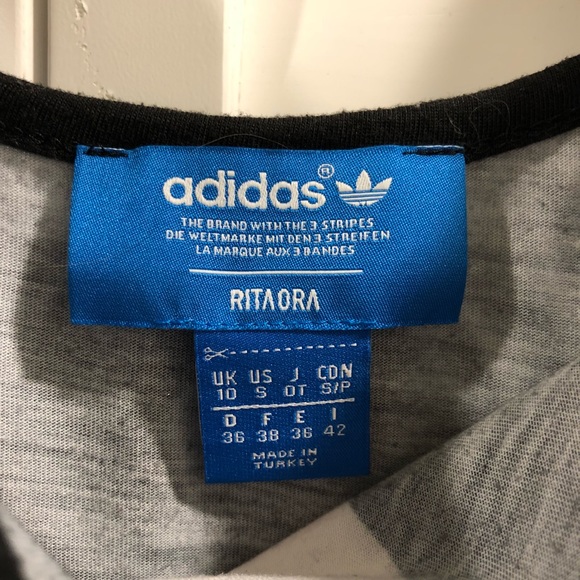 adidas®
THE BRAND WITH THE 3 STRIPES
DIE WELTMARKE MIT DEN 3 STREIFEN
LA MARQUE AUX 3 BANDES
RITA ORA
UK US J CDN
10 S OT S/P
D F E I
36 38 36 42
MADE IN
TURKEY